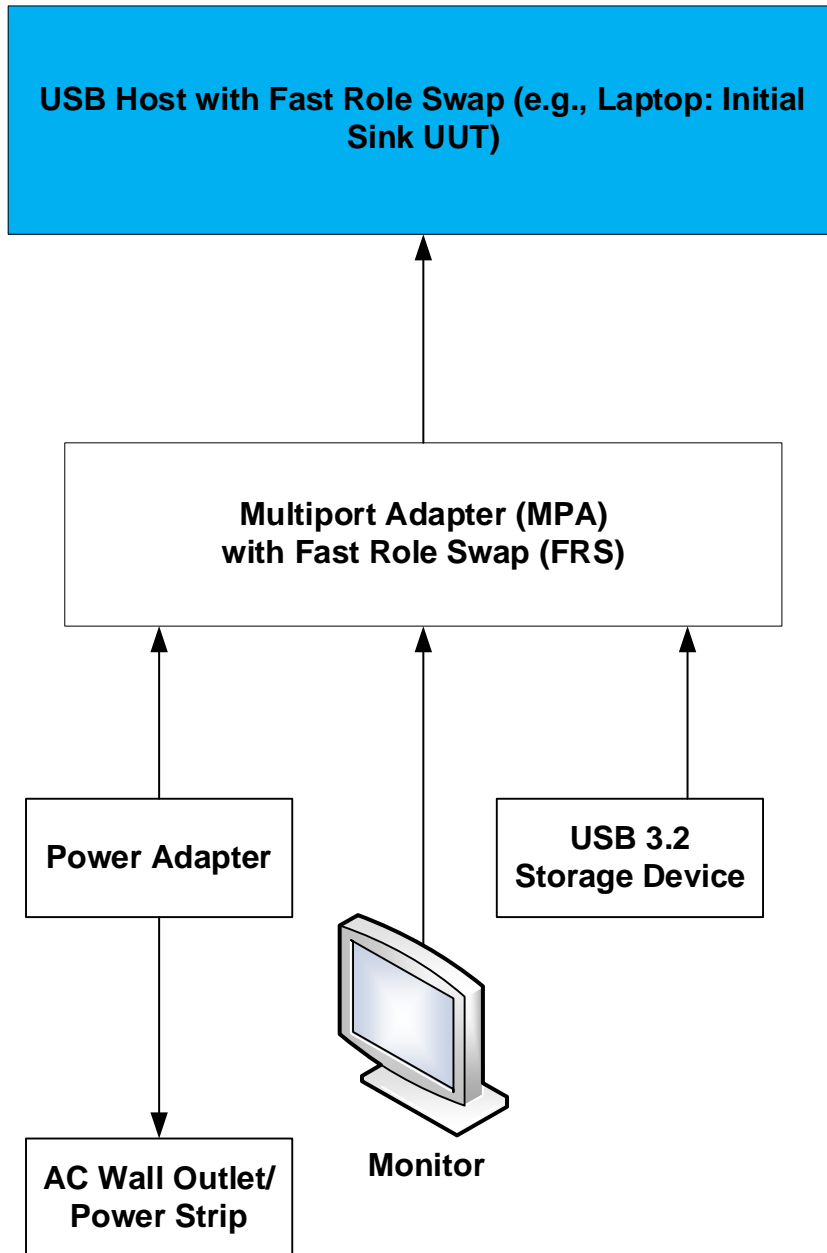 USB Host with Fast Role Swap (e.g., Laptop: Initial
Sink UUT)
Multiport Adapter (MPA)
with Fast Role Swap (FRS)
Power Adapter
USB 3.2
Storage Device
Monitor
AC Wall Outlet/
Power Strip